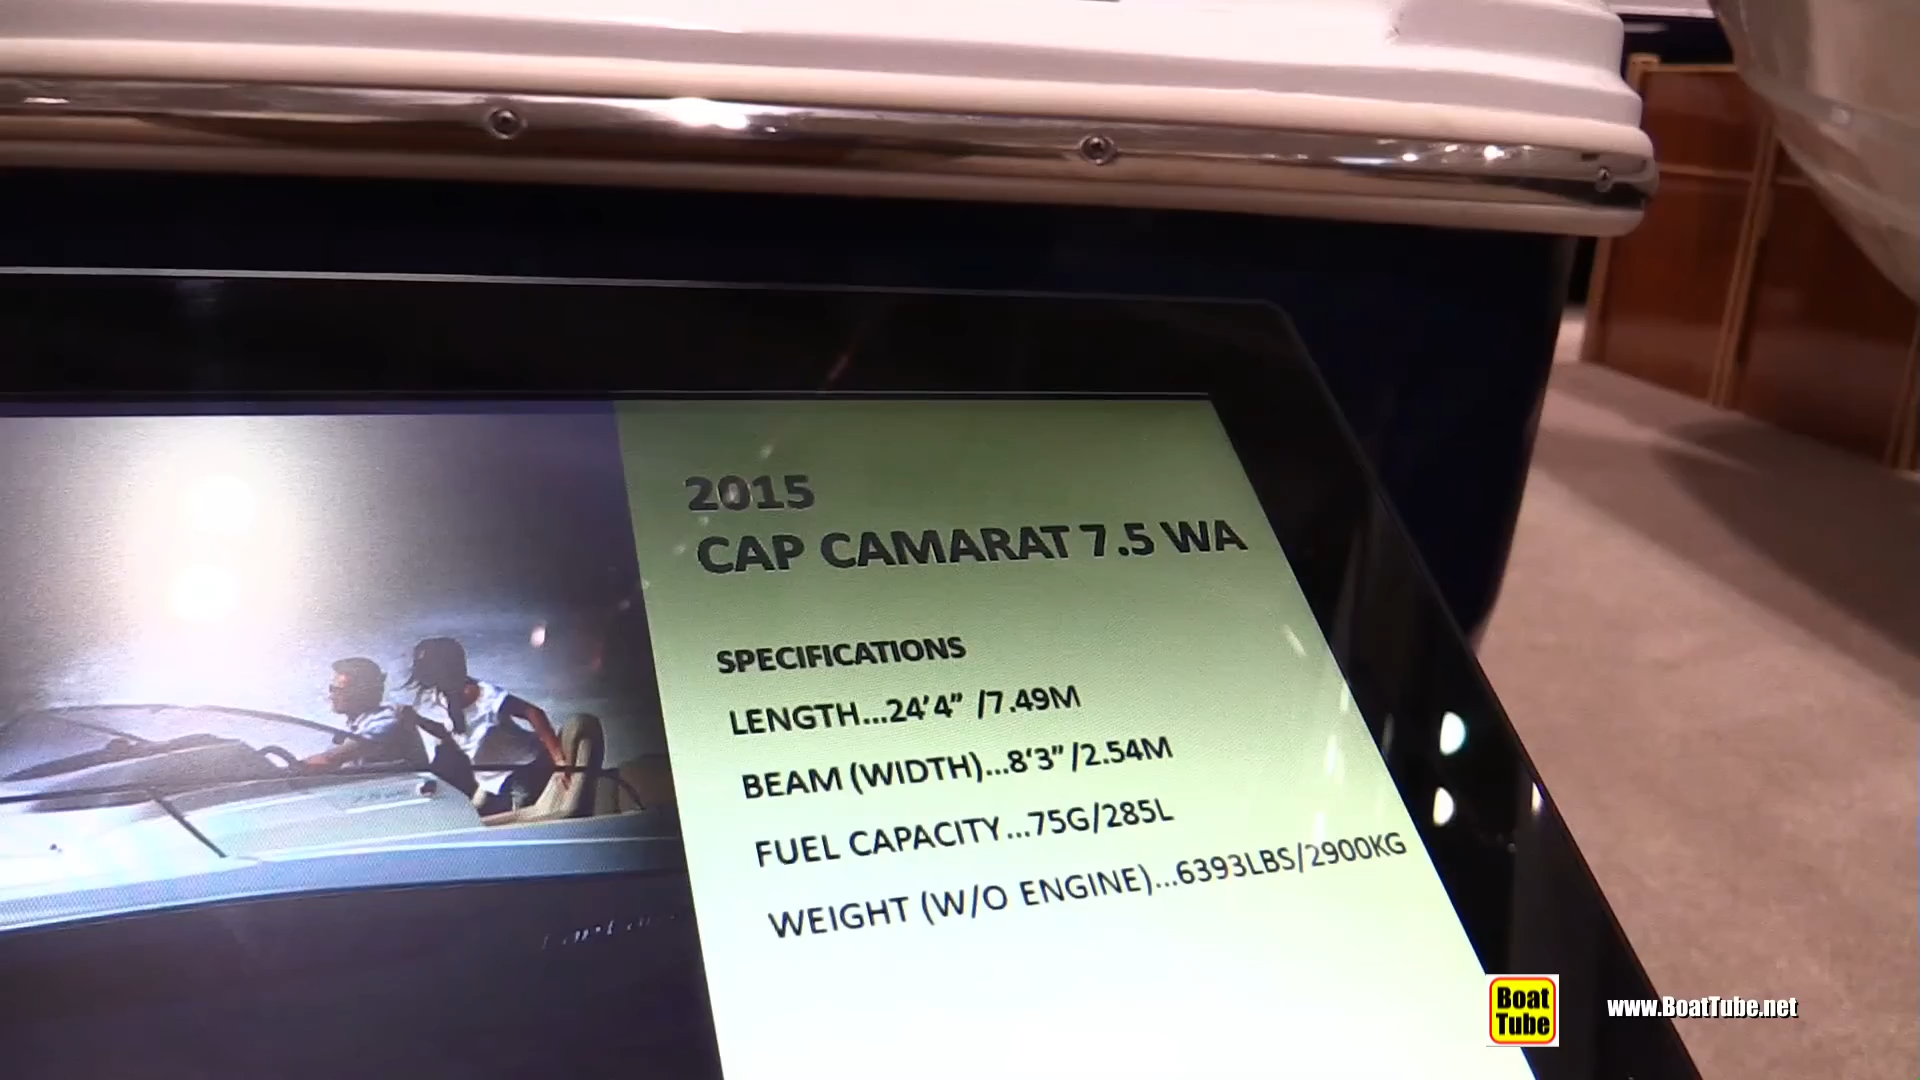 2015
CAP CAMARAT 7.5 WA
SPECIFICATIONS
LENGTH...24'4" /7.49M
BEAM (WIDTH)...8'3"/2.54M
FUEL CAPACITY...75G/285L
WEIGHT (W/O ENGINE)...6393LBS/2900KG
Boat
Tube
www.BoatTube.net